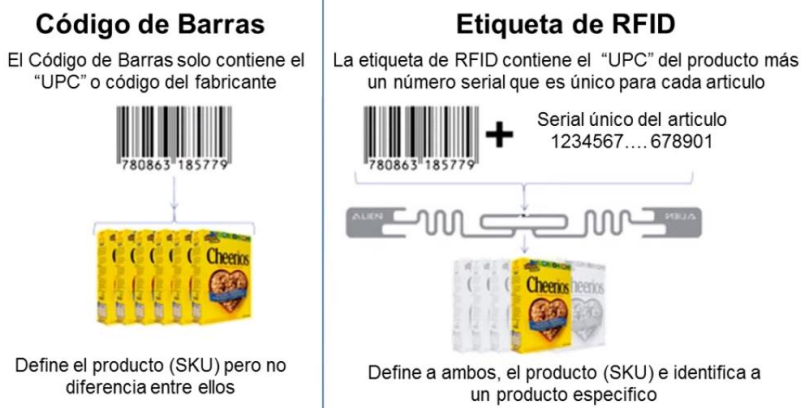 Código de Barras
El Código de Barras solo contiene el
“UPC” o código del fabricante
780863 185779
Cheerios
Define el producto (SKU) pero no
diferencia entre ellos
Etiqueta de RFID
La etiqueta de RFID contiene el “UPC” del producto más
un número serial que es único para cada articulo
780863 185779
+
Serial único del articulo
1234567.... 678901
ALIEN
ALIEN
Cheerios
heerios
Define a ambos, el producto (SKU) e identifica a
un producto especifico